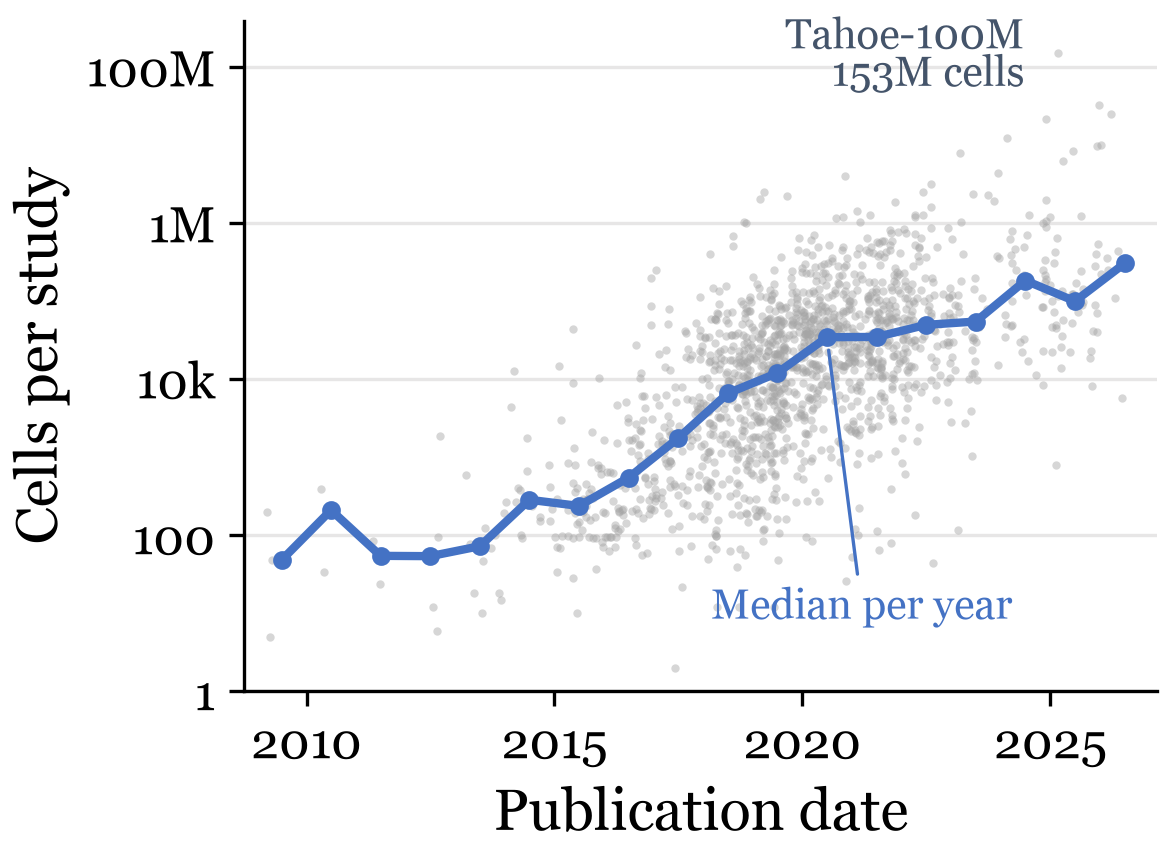 Tahoe-100M
153M cells
100M
1M
10k
100
1
Cells per study
Median per year
2010 2015 2020 2025
Publication date